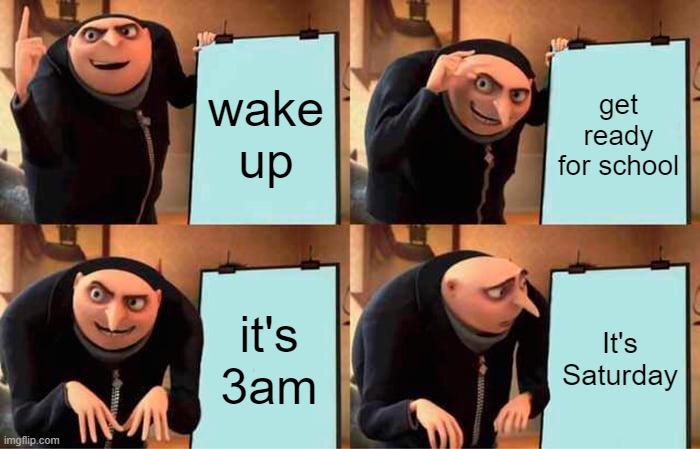 wake
up
get
ready
for school
it's
3am
It's
Saturday
imgflip.com